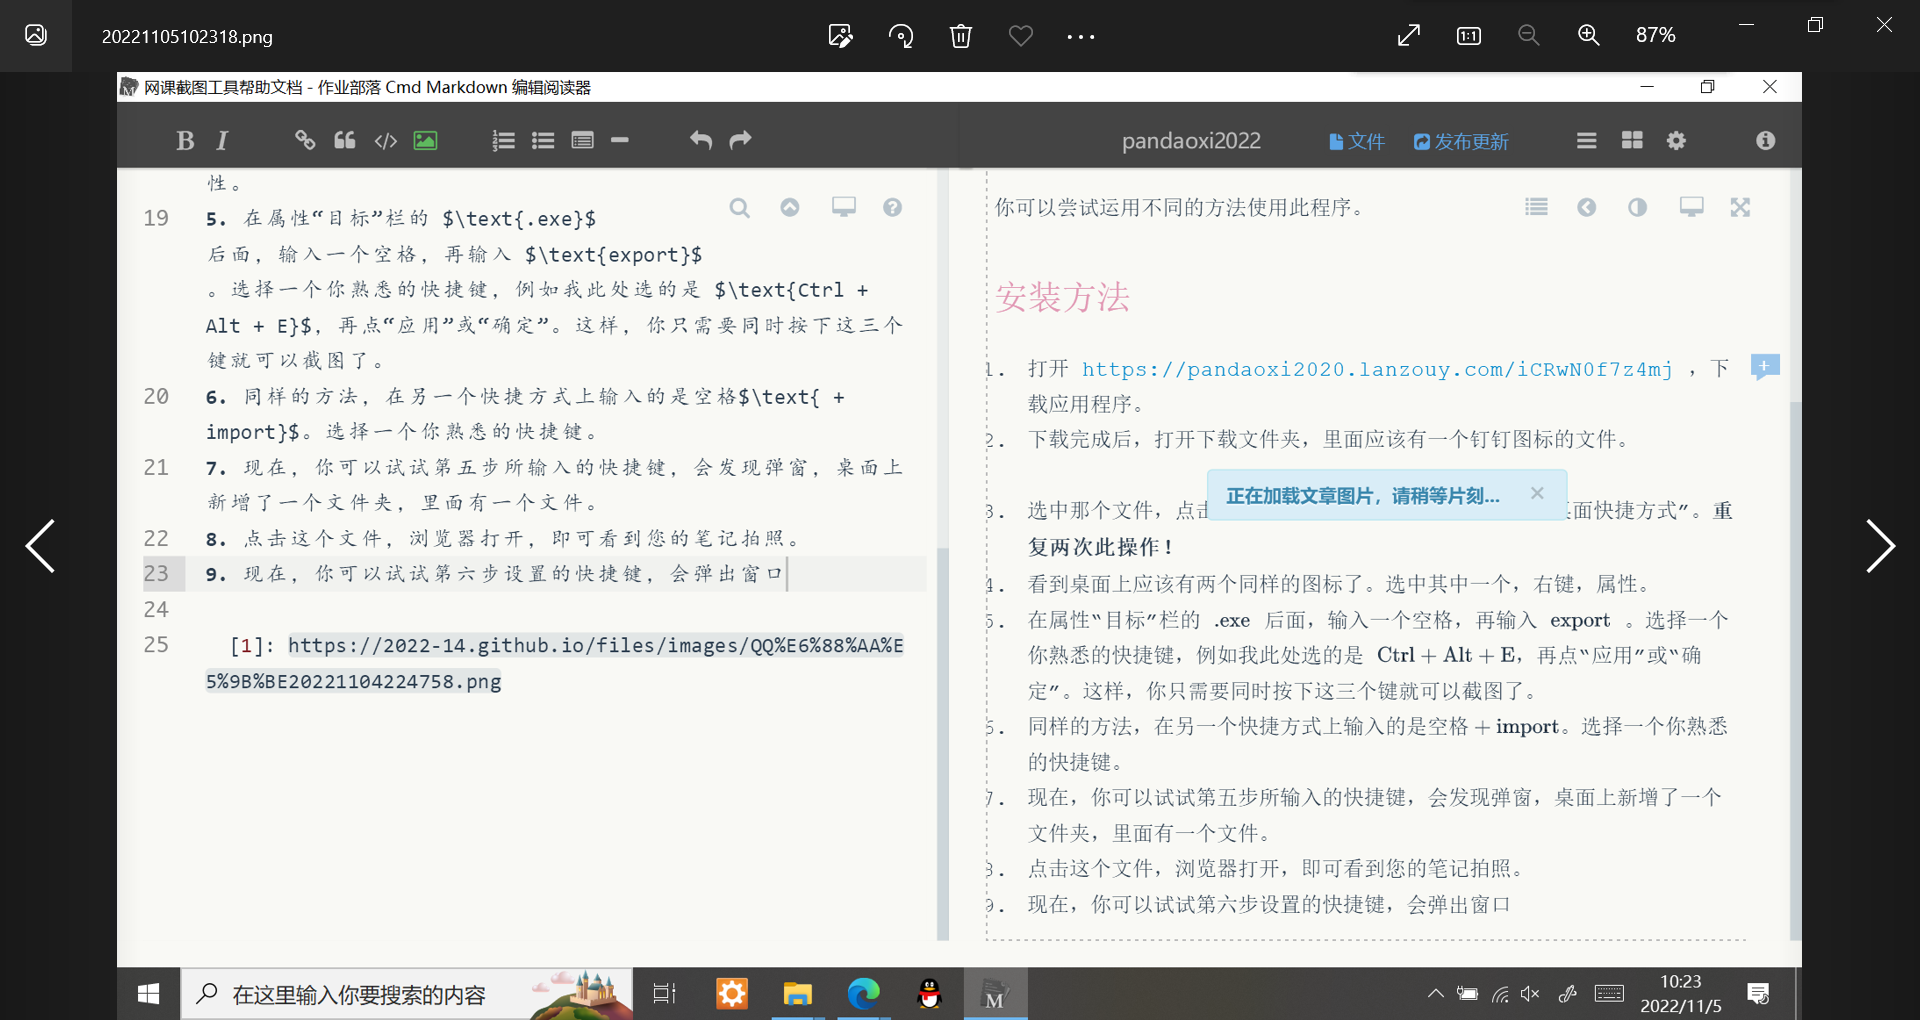 20221105102318.png
87%
网课截图工具帮助文档 - 作业部落 Cmd Markdown 编辑阅读器
B I
pandaoxi2022
文件
发布更新
性。
19 5. 在属性“目标”栏的 $\text{.exe}$
后面，输入一个空格，再输入 $\text{export}$
。选择一个你熟悉的快捷键，例如我此处选的是 $\text{Ctrl +
Alt + E}$，再点“应用”或“确定”。这样，你只需要同时按下这三个
键就可以截图了。
20 6. 同样的方法，在另一个快捷方式上输入的是空格$\text{ +
import}$。选择一个你熟悉的快捷键。
21 7. 现在，你可以试试第五步所输入的快捷键，会发现弹窗，桌面上
新增了一个文件夹，里面有一个文件。
22 8. 点击这个文件，浏览器打开，即可看到您的笔记拍照。
23 9. 现在，你可以试试第六步设置的快捷键，会弹出窗口
24
25 [1]: https://2022-14.github.io/files/images/QQ%E6%88%AA%E
5%9B%BE20221104224758.png
你可以尝试运用不同的方法使用此程序。
安装方法
1. 打开 https://pandaoxi2020.lanzouy.com/iCRwN0f7z4mj ，下
载应用程序。
2. 下载完成后，打开下载文件夹，里面应该有一个钉钉图标的文件。
正在加载文章图片，请稍等片刻... ×
3. 选中那个文件，点击 面快捷方式”。重
复两次此操作！
4. 看到桌面上应该有两个同样的图标了。选中其中一个，右键，属性。
5. 在属性“目标”栏的 .exe 后面，输入一个空格，再输入 export 。选择一个
你熟悉的快捷键，例如我此处选的是 Ctrl + Alt + E，再点“应用”或“确
定”。这样，你只需要同时按下这三个键就可以截图了。
6. 同样的方法，在另一个快捷方式上输入的是空格 + import。选择一个你熟悉
的快捷键。
7. 现在，你可以试试第五步所输入的快捷键，会发现弹窗，桌面上新增了一个
文件夹，里面有一个文件。
8. 点击这个文件，浏览器打开，即可看到您的笔记拍照。
9. 现在，你可以试试第六步设置的快捷键，会弹出窗口
在这里输入你要搜索的内容
10:23
2022/11/5